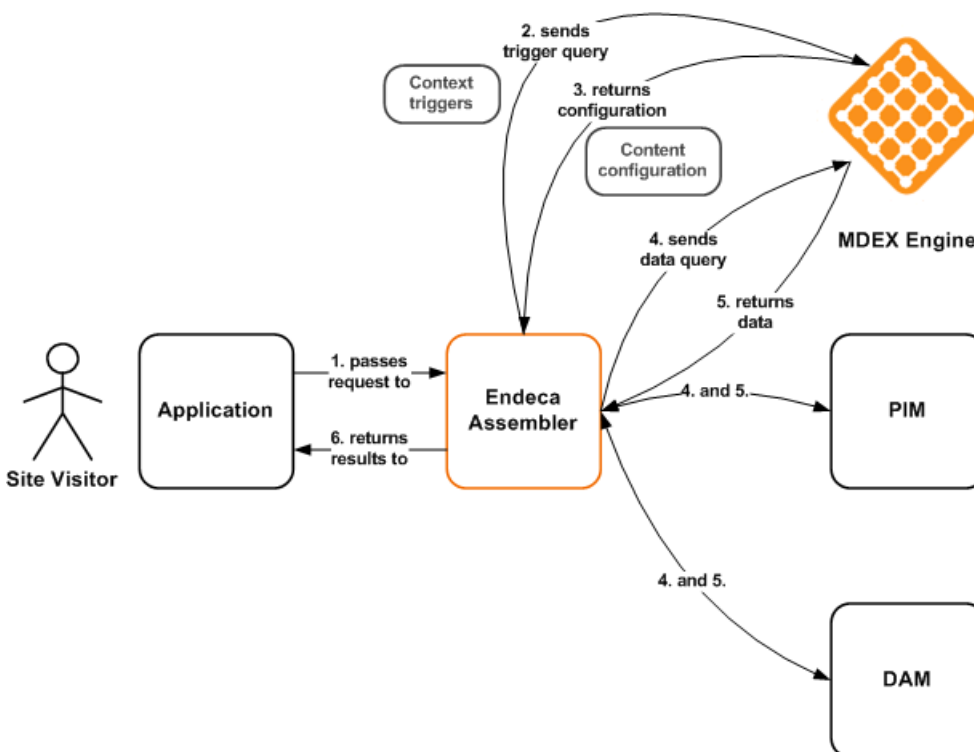 2. sends
trigger query
Context
triggers
3. returns
configuration
Content
configuration
4. sends
data query
MDEX Engine
5. returns
data
Site Visitor
Application
1. passes
request to
6. returns
results to
Endeca
Assembler
4. and 5.
PIM
4. and 5.
DAM